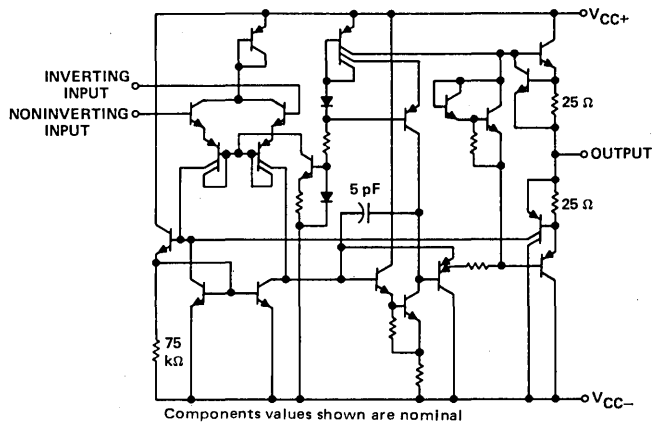 VCC+
INVERTING
INPUT
NONINVERTING
INPUT
25 Ω
OUTPUT
5 pF
25 Ω
75
kΩ
VCC−
Components values shown are nominal